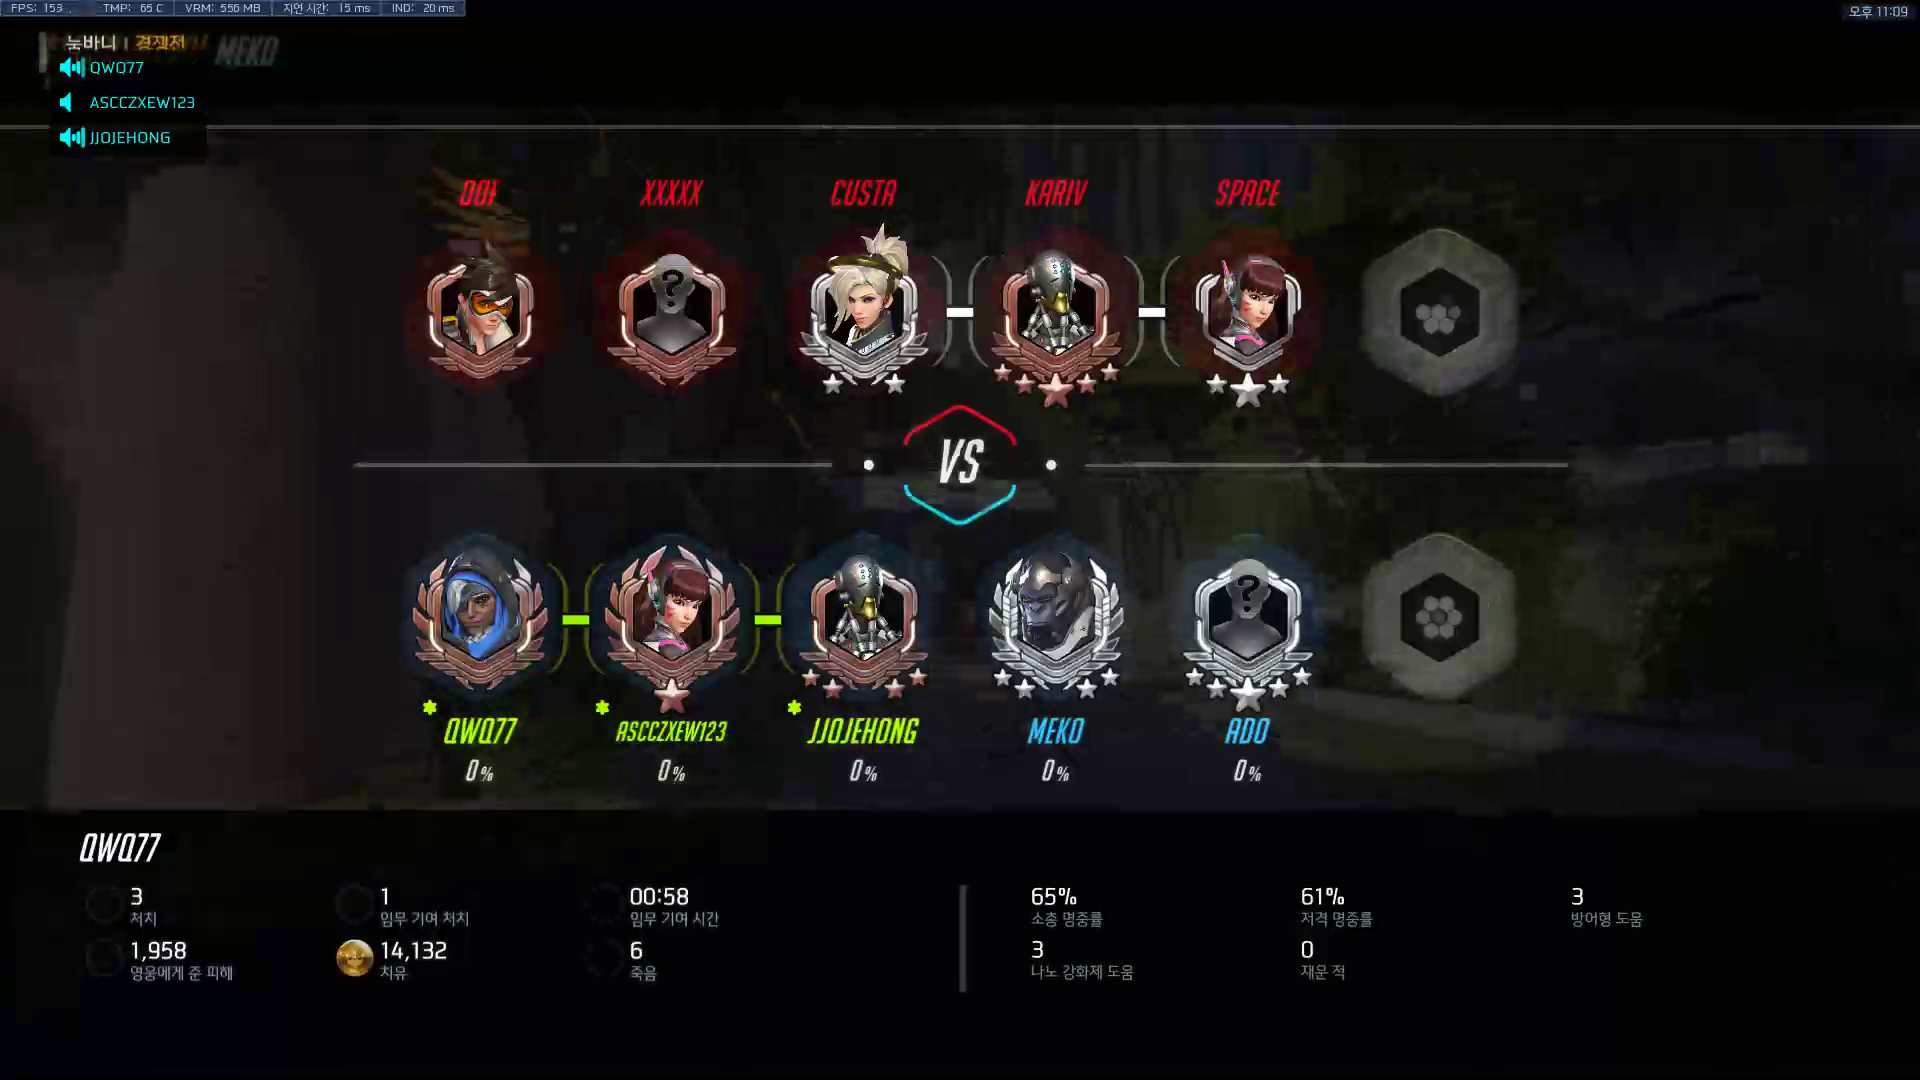 FPS: 153 TMP: 65 C VRM: 556 MB 지연 시간: 15 ms IND: 20 ms
오후 11:09
눔바니 | 경쟁전
MEKO
QWQ77
ASCCZXEW123
JJOJEHONG
XXXXX CUSTA KARIV SPACE
?
VS
?
QWQ77 ASCCZXEW123 JJOJEHONG MEKO ADO
0% 0% 0% 0% 0%
QWQ77
3 1 00:58 65% 61% 3
처치 임무 기여 처치 임무 기여 시간 소총 명중률 저격 명중률 방어형 도움
1,958 14,132 6 3 0
영웅에게 준 피해 치유 죽음 나노 강화제 도움 재운 적